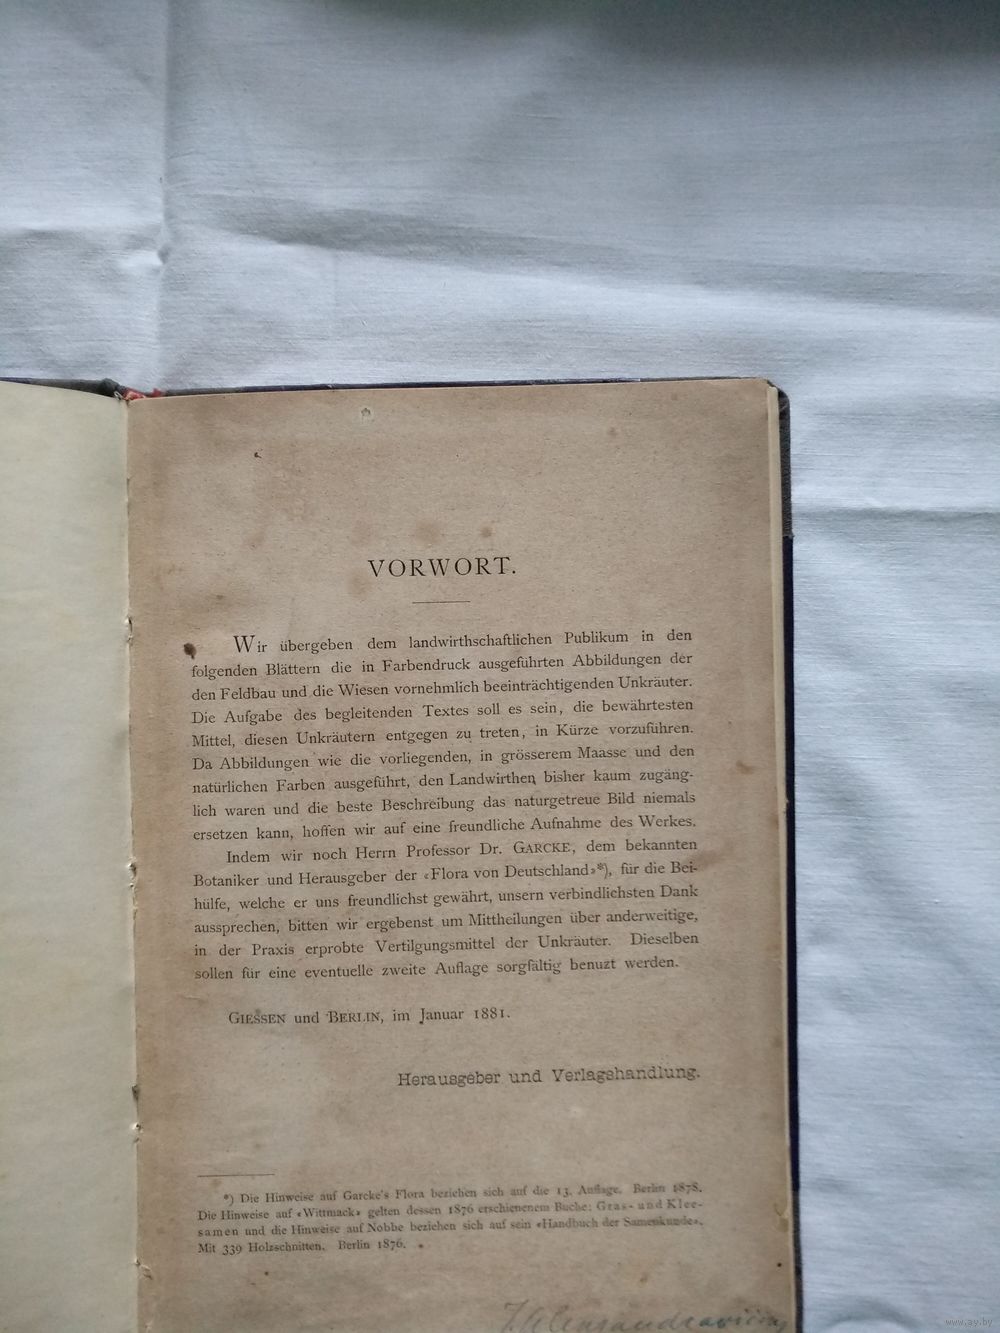 VORWORT.
Wir übergeben dem landwirthschaftlichen Publikum in den
folgenden Blättern die in Farbendruck ausgeführten Abbildungen der
den Feldbau und die Wiesen vornehmlich beeinträchtigenden Unkräuter.
Die Aufgabe des begleitenden Textes soll es sein, die bewährtesten
Mittel, diesen Unkräutern entgegen zu treten, in Kürze vorzuführen.
Da Abbildungen wie die vorliegenden, in grösserem Maasse und den
natürlichen Farben ausgeführt, den Landwirthen bisher kaum zugäng-
lich waren und die beste Beschreibung das naturgetreue Bild niemals
ersetzen kann, hoffen wir auf eine freundliche Aufnahme des Werkes.
Indem wir noch Herrn Professor Dr. GARCKE, dem bekannten
Botaniker und Herausgeber der «Flora von Deutschland»*), für die Bei-
hülfe, welche er uns freundlichst gewährt, unsern verbindlichsten Dank
aussprechen, bitten wir ergebenst um Mittheilungen über anderweitige,
in der Praxis erprobte Vertilgungsmittel der Unkräuter. Dieselben
sollen für eine eventuelle zweite Auflage sorgfältig benuzt werden.
GIESSEN und BERLIN, im Januar 1881.
Herausgeber und Verlagshandlung.
*) Die Hinweise auf Garcke's Flora beziehen sich auf die 13. Auflage. Berlin 1878.
Die Hinweise auf «Wittmack» gelten dessen 1876 erschienenem Buche: Gras- und Klee-
samen und die Hinweise auf Nobbe beziehen sich auf sein «Handbuch der Samenkunde».
Mit 339 Holzschnitten. Berlin 1876.
www.ay.by